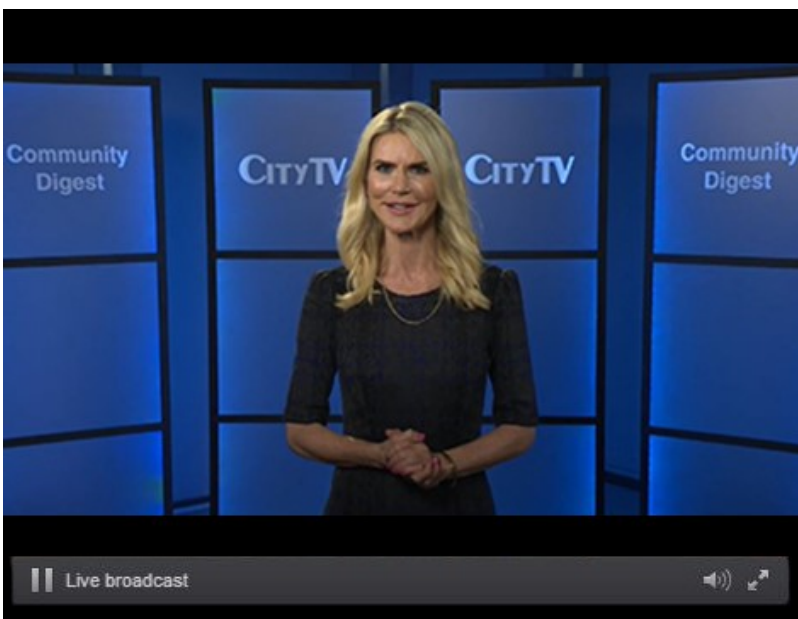 Community
Digest
CITYTV
CITYTV
Community
Digest
Live broadcast